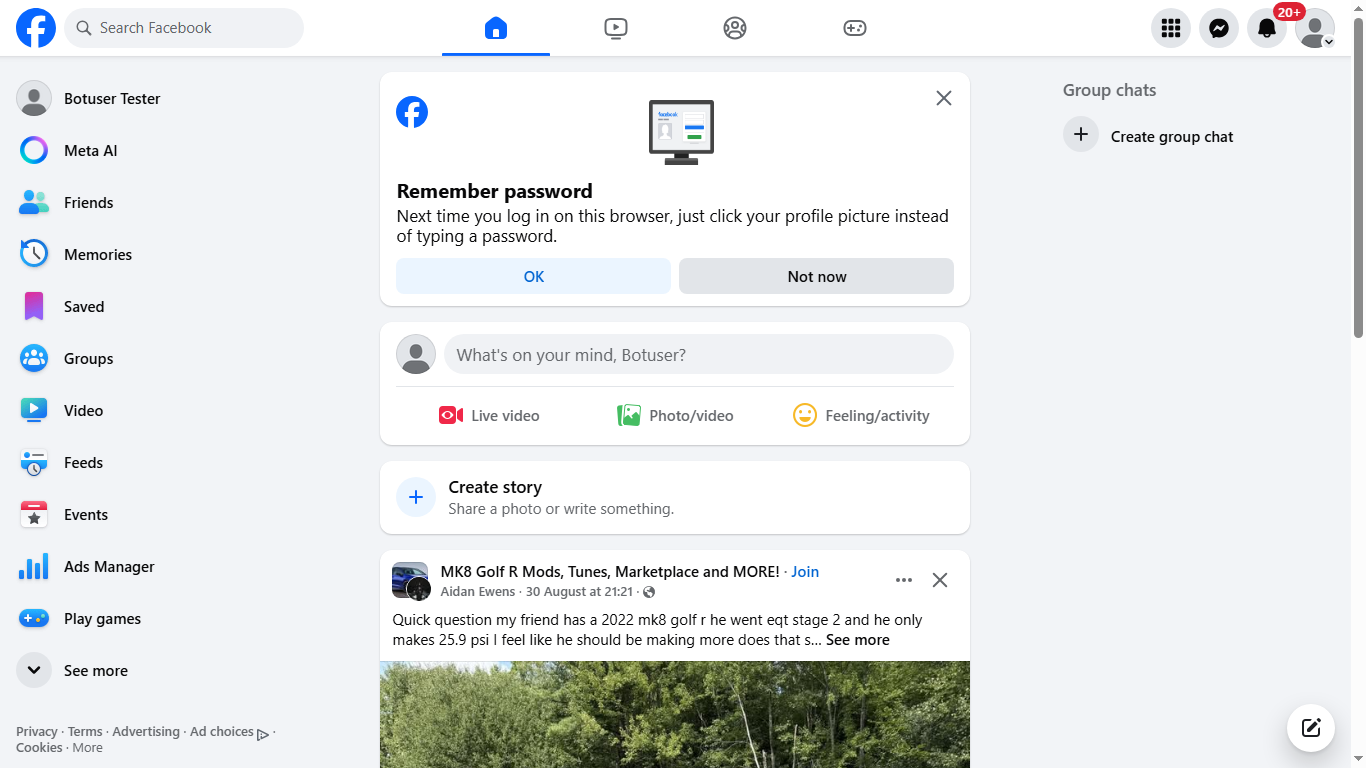 Search Facebook
20+
Botuser Tester
Meta AI
Friends
Memories
Saved
Groups
Video
Feeds
Events
Ads Manager
Play games
See more
Privacy · Terms · Advertising · Ad choices ·
Cookies · More
facebook
Remember password
Next time you log in on this browser, just click your profile picture instead
of typing a password.
OK
Not now
What's on your mind, Botuser?
Live video
Photo/video
Feeling/activity
Create story
Share a photo or write something.
MK8 Golf R Mods, Tunes, Marketplace and MORE! · Join
Aidan Ewens · 30 August at 21:21 ·
Quick question my friend has a 2022 mk8 golf r he went eqt stage 2 and he only
makes 25.9 psi I feel like he should be making more does that s... See more
Group chats
Create group chat